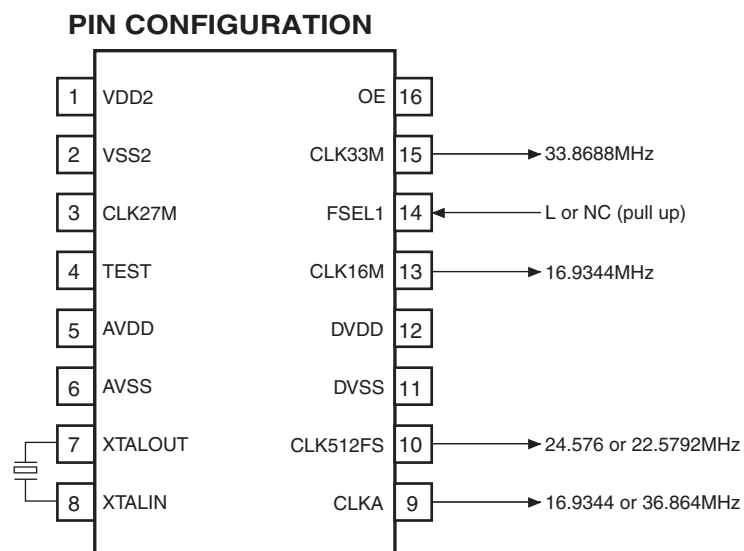 PIN CONFIGURATION
1 VDD2 OE 16
2 VSS2 CLK33M 15 33.8688MHz
3 CLK27M FSEL1 14 L or NC (pull up)
4 TEST CLK16M 13 16.9344MHz
5 AVDD DVDD 12
6 AVSS DVSS 11
7 XTALOUT CLK512FS 10 24.576 or 22.5792MHz
8 XTALIN CLKA 9 16.9344 or 36.864MHz